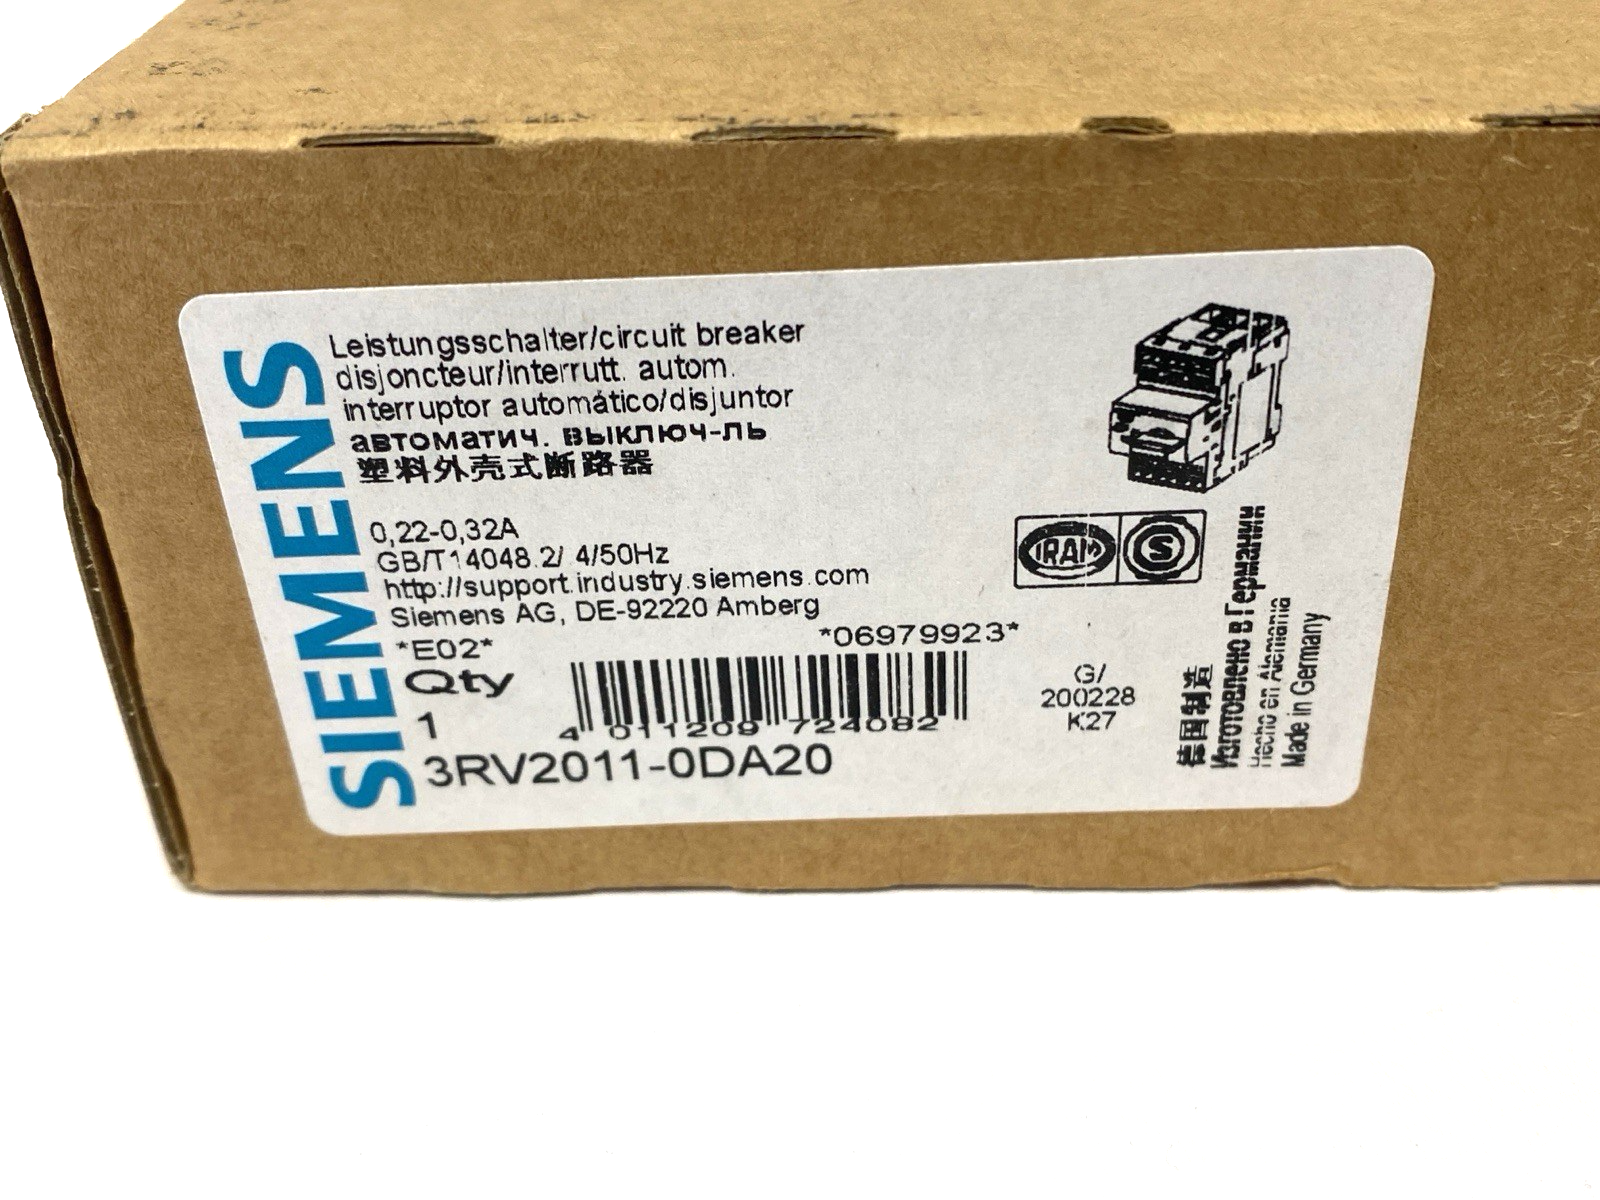 SIEMENS
Leistungsschalter/circuit breaker
disjoncteur/interrutt. autom.
interruptor automático/disjuntor
автоматич. выключ-ль
塑料外壳式断路器
0,22-0,32A
GB/T14048.2/ 4/50Hz
http://support.industry.siemens.com
Siemens AG, DE-92220 Amberg
*E02*
*06979923*
Qty
1
4 011209 724082
3RV2011-0DA20
IRAM
S
G/
200228
K27
德国制造
Изготовлено в Германии
Hecho en Alemania
Made in Germany